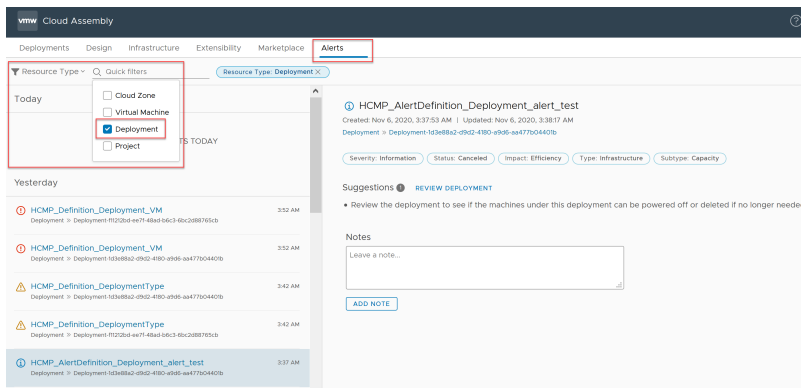 vmw Cloud Assembly
Deployments Design Infrastructure Extensibility Marketplace Alerts
Resource Type Quick filters Resource Type: Deployment ×
Cloud Zone
Virtual Machine
Deployment
Project
Today
TS TODAY
Yesterday
HCMP_Definition_Deployment_VM 3:52 AM
Deployment » Deployment-f11212bd-ee7f-48ad-b6c3-6bc2d88765cb
HCMP_Definition_Deployment_VM 3:52 AM
Deployment » Deployment-1d3e88a2-d9d2-4180-a9d6-aa477b04401b
HCMP_Definition_DeploymentType 3:42 AM
Deployment » Deployment-1d3e88a2-d9d2-4180-a9d6-aa477b04401b
HCMP_Definition_DeploymentType 3:42 AM
Deployment » Deployment-f11212bd-ee7f-48ad-b6c3-6bc2d88765cb
HCMP_AlertDefinition_Deployment_alert_test 3:37 AM
Deployment » Deployment-1d3e88a2-d9d2-4180-a9d6-aa477b04401b
HCMP_AlertDefinition_Deployment_alert_test
Created: Nov 6, 2020, 3:37:53 AM | Updated: Nov 6, 2020, 3:38:17 AM
Deployment » Deployment-1d3e88a2-d9d2-4180-a9d6-aa477b04401b
Severity: Information Status: Canceled Impact: Efficiency Type: Infrastructure Subtype: Capacity
Suggestions REVIEW DEPLOYMENT
• Review the deployment to see if the machines under this deployment can be powered off or deleted if no longer neede
Notes
Leave a note...
ADD NOTE